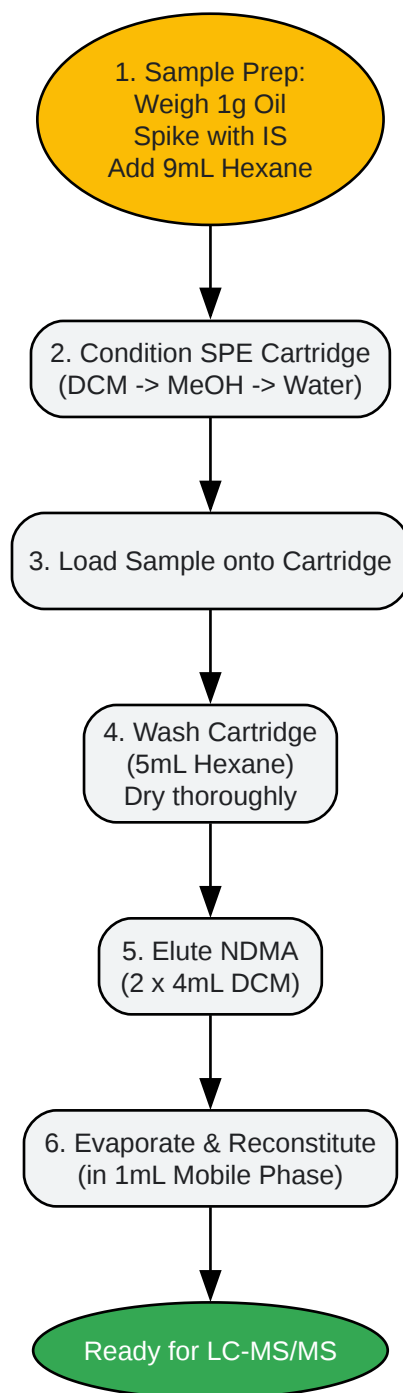 1. Sample Prep:
Weigh 1g Oil
Spike with IS
Add 9mL Hexane
2. Condition SPE Cartridge
(DCM -> MeOH -> Water)
3. Load Sample onto Cartridge
4. Wash Cartridge
(5mL Hexane)
Dry thoroughly
5. Elute NDMA
(2 x 4mL DCM)
6. Evaporate & Reconstitute
(in 1mL Mobile Phase)
Ready for LC-MS/MS